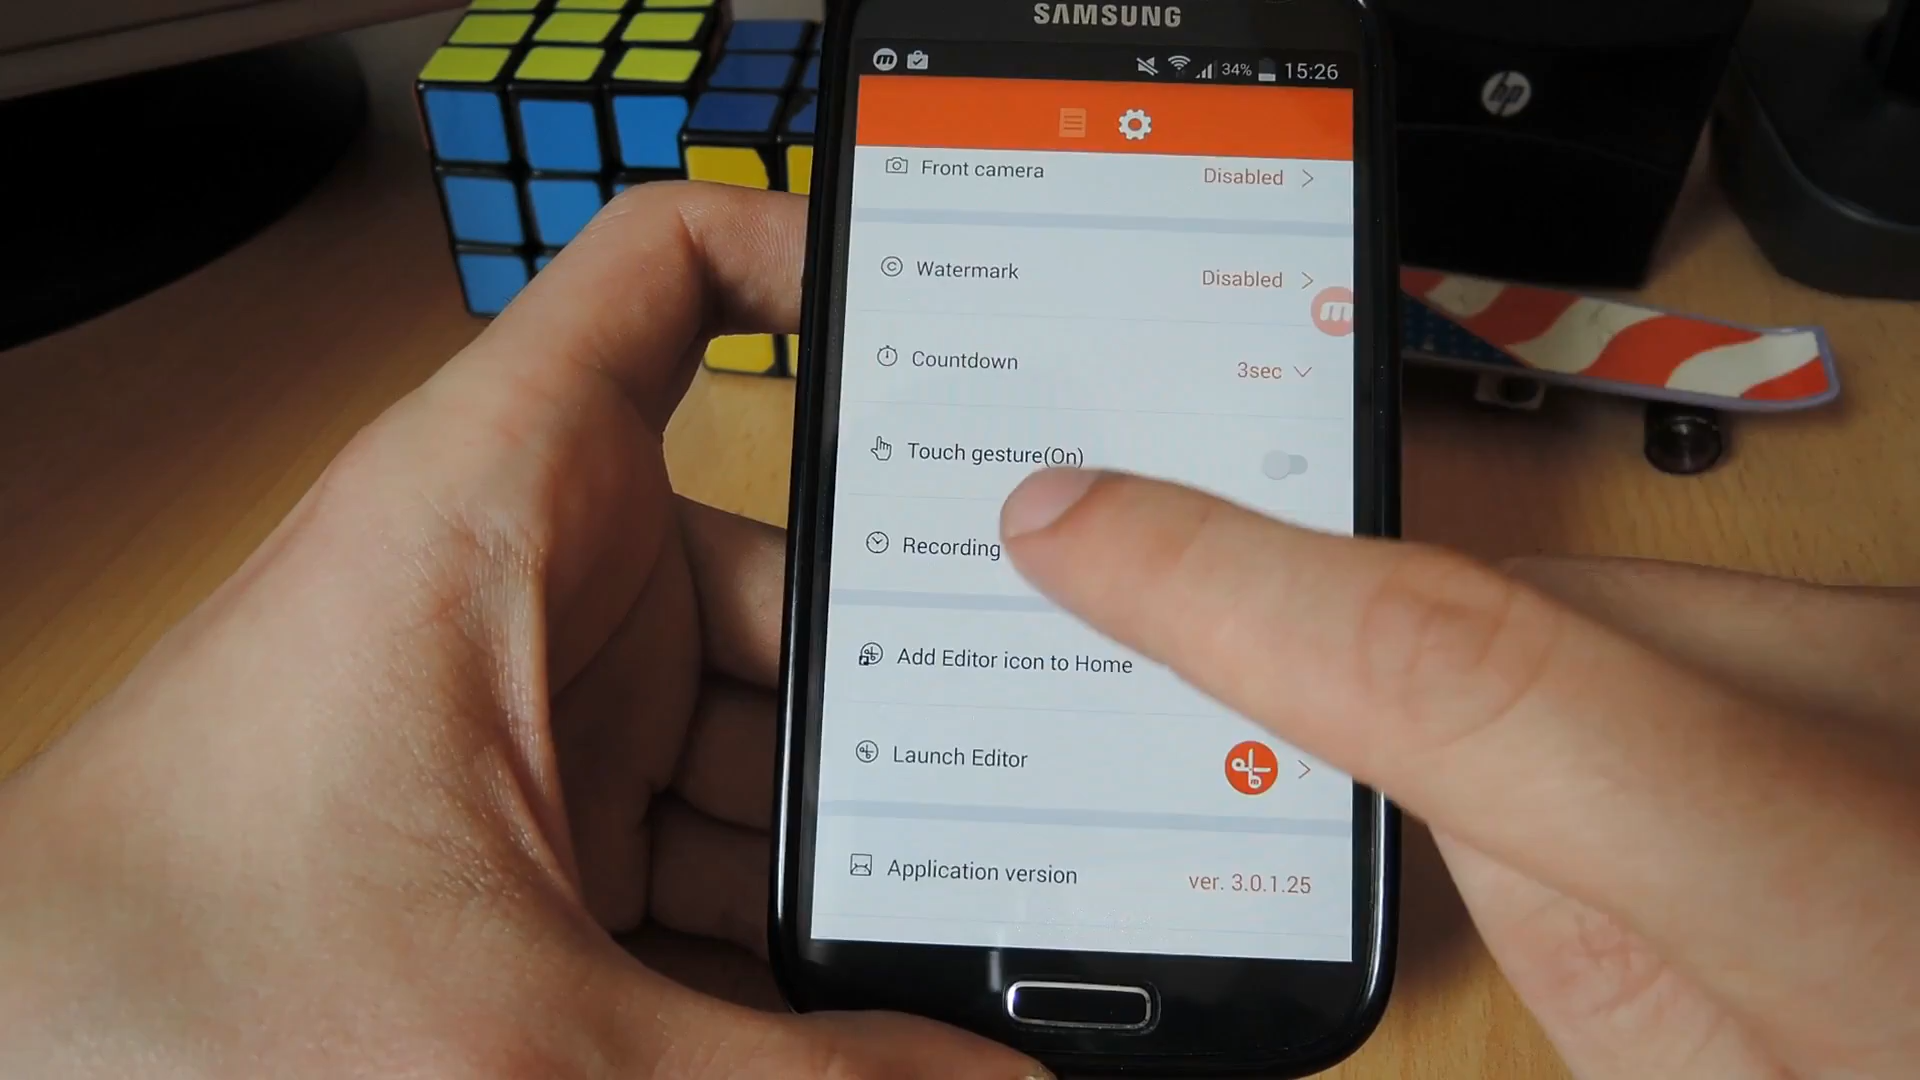 SAMSUNG
m 34% 15:26
hp
Front camera Disabled
© Watermark Disabled
m
Countdown 3sec
Touch gesture(On)
Recording
Add Editor icon to Home
Launch Editor
Application version ver. 3.0.1.25